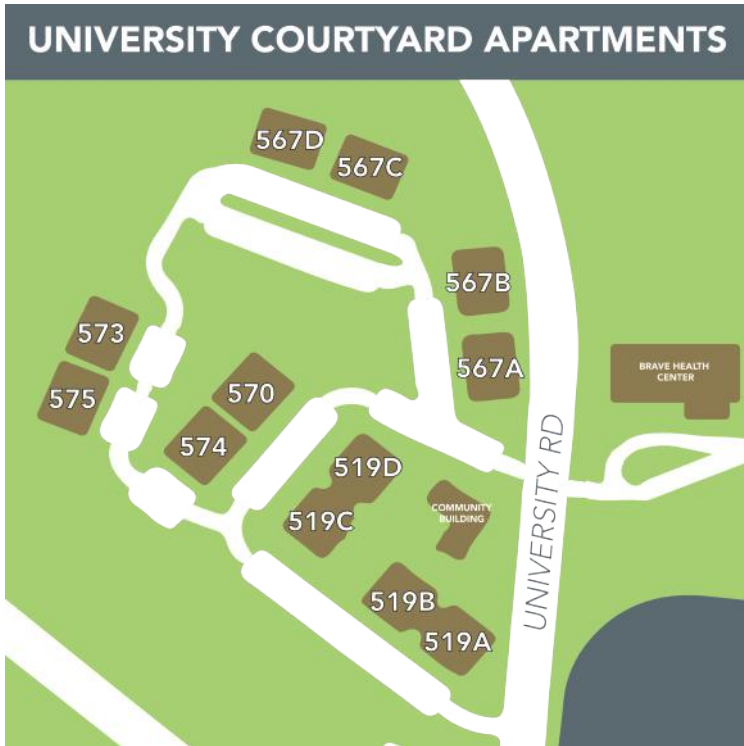 UNIVERSITY COURTYARD APARTMENTS
567D
567C
567B
567A
573
575
570
574
519D
519C
519B
519A
COMMUNITY
BUILDING
BRAVE HEALTH
CENTER
UNIVERSITY RD